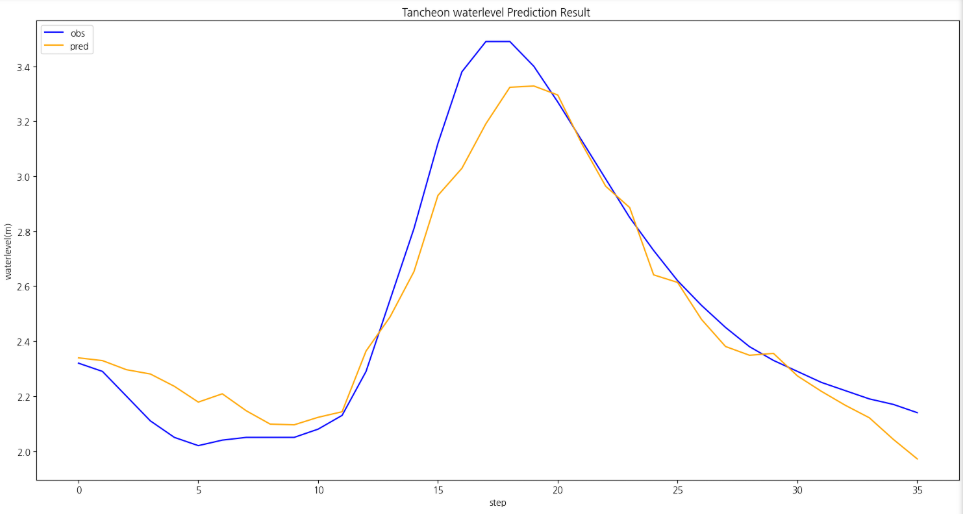 Tancheon waterlevel Prediction Result
obs
pred
waterlevel(m)
3.4
3.2
3.0
2.8
2.6
2.4
2.2
2.0
0 5 10 15 20 25 30 35
step